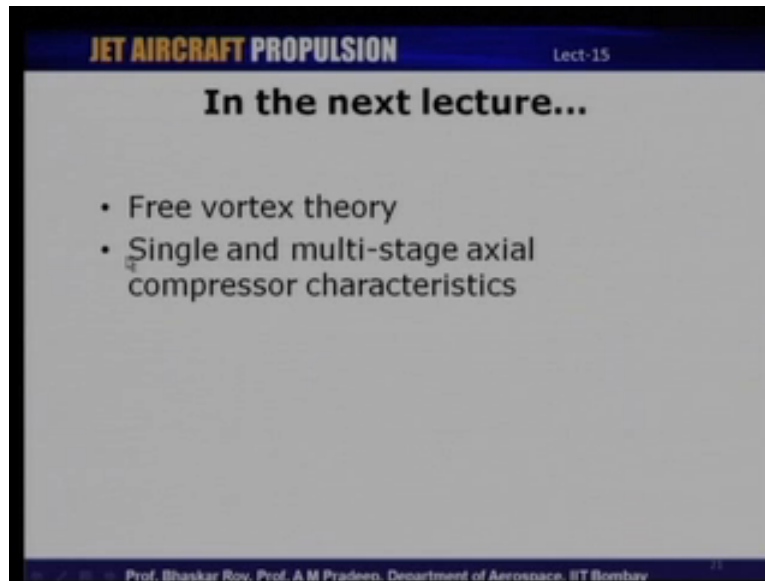 JET AIRCRAFT PROPULSION Lect-15
In the next lecture...
• Free vortex theory
• Single and multi-stage axial
compressor characteristics
Prof. Bhaskar Roy, Prof. A M Pradeep, Department of Aerospace, IIT Bombay
21